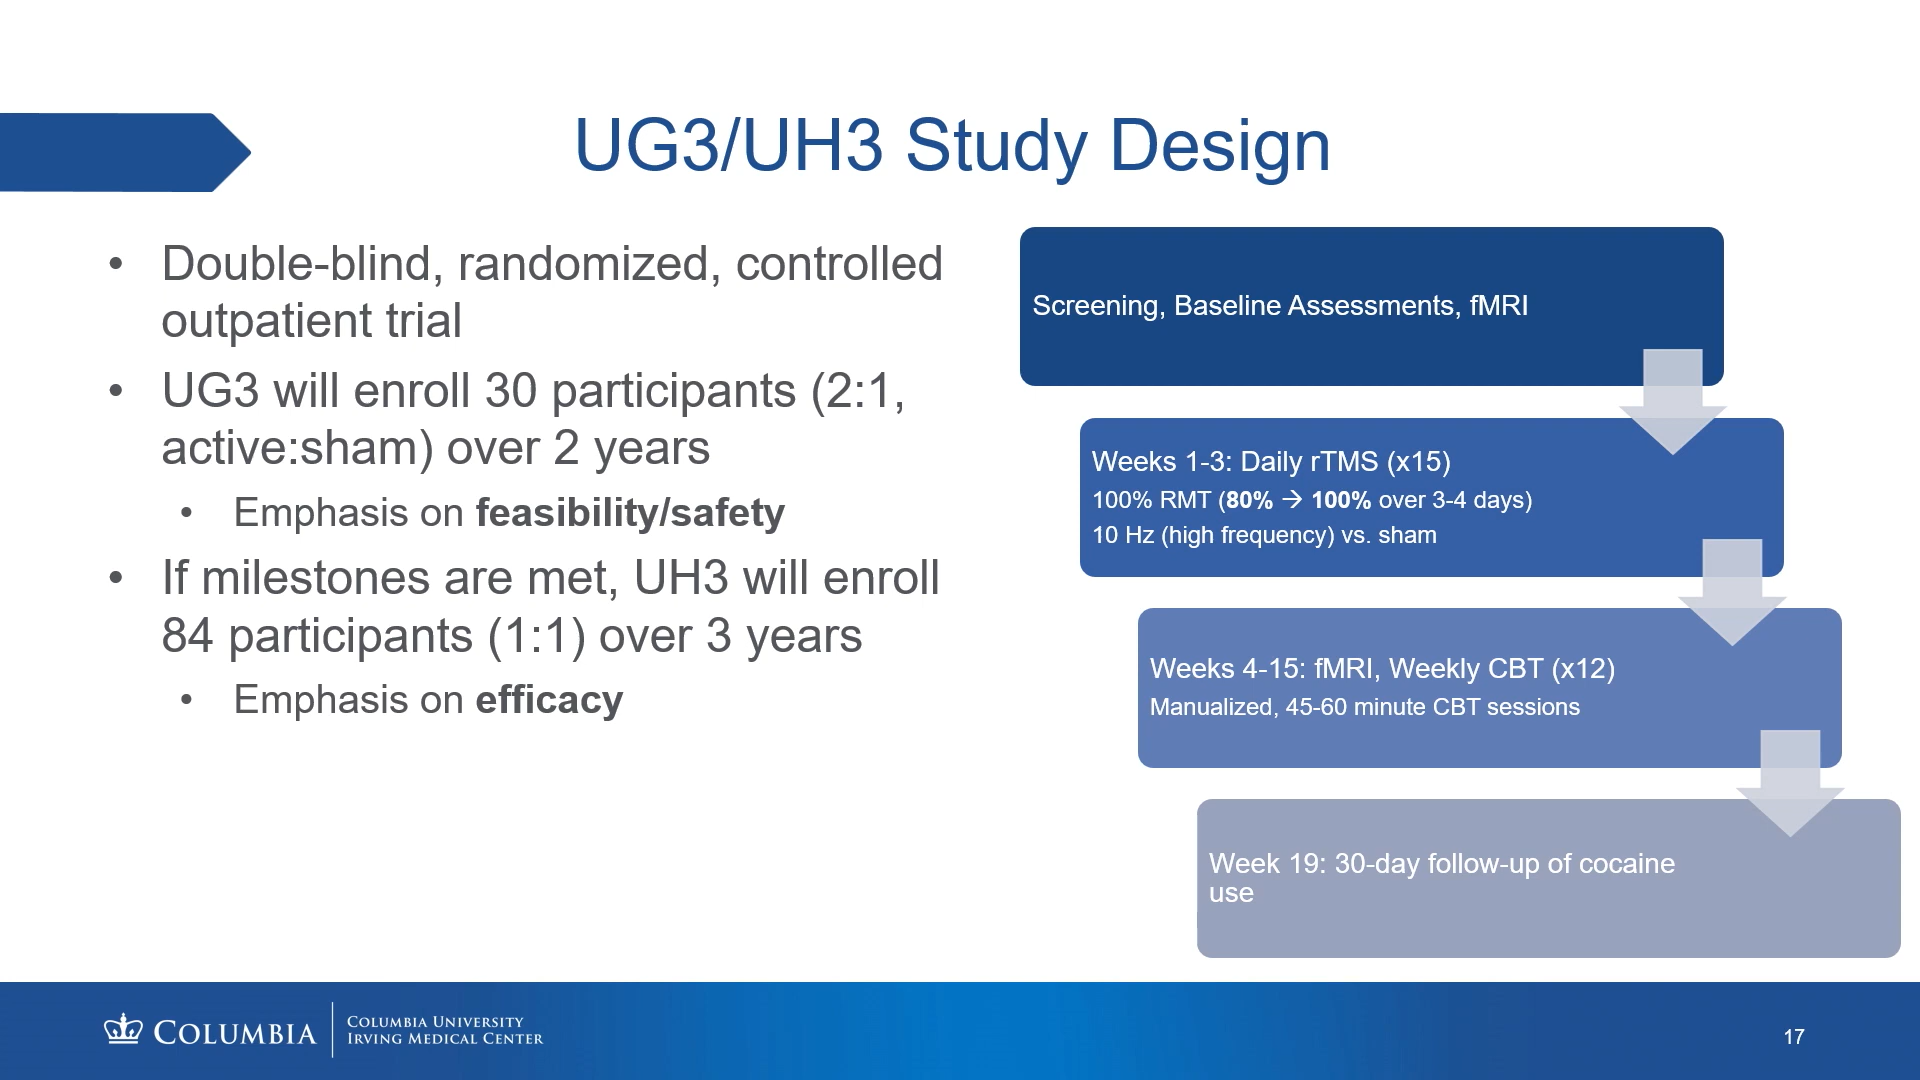 UG3/UH3 Study Design
• Double-blind, randomized, controlled
outpatient trial
• UG3 will enroll 30 participants (2:1,
active:sham) over 2 years
• Emphasis on feasibility/safety
• If milestones are met, UH3 will enroll
84 participants (1:1) over 3 years
• Emphasis on efficacy
Screening, Baseline Assessments, fMRI
Weeks 1-3: Daily rTMS (x15)
100% RMT (80% → 100% over 3-4 days)
10 Hz (high frequency) vs. sham
Weeks 4-15: fMRI, Weekly CBT (x12)
Manualized, 45-60 minute CBT sessions
Week 19: 30-day follow-up of cocaine
use
COLUMBIA
COLUMBIA UNIVERSITY
IRVING MEDICAL CENTER
17